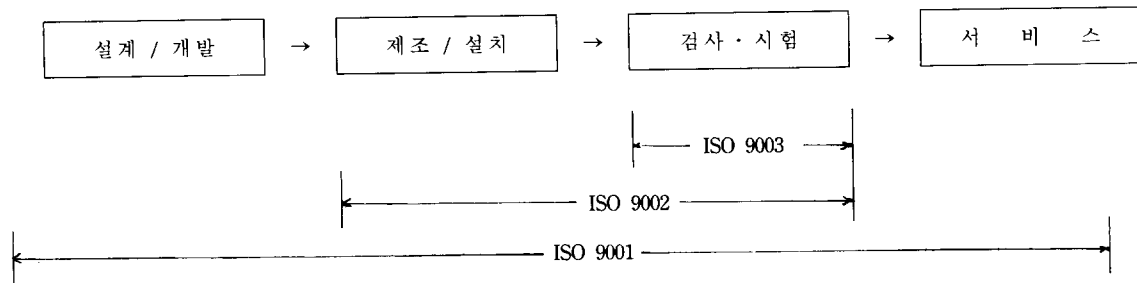 설계 / 개발 → 제조 / 설치 → 검사 · 시험 → 서 비 스
ISO 9003
ISO 9002
ISO 9001